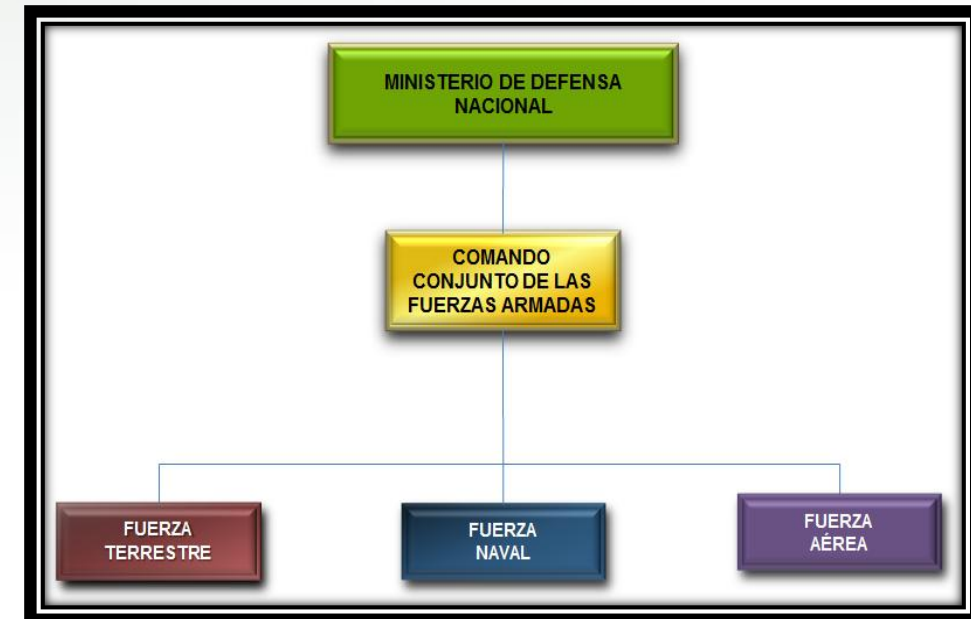 MINISTERIO DE DEFENSA
NACIONAL
COMANDO
CONJUNTO DE LAS
FUERZAS ARMADAS
FUERZA
TERRESTRE
FUERZA
NAVAL
FUERZA
AÉREA